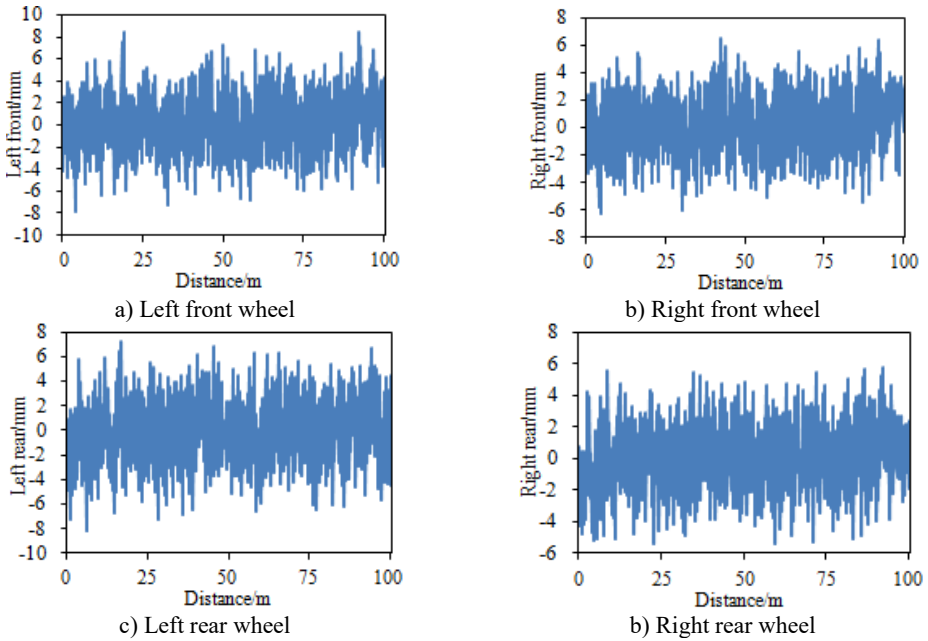 10
8
6
4
2
0
-2
-4
-6
-8
-10
Left front/mm
0 25 50 75 100
Distance/m
a) Left front wheel
8
6
4
2
0
-2
-4
-6
-8
Right front/mm
0 25 50 75 100
Distance/m
b) Right front wheel
8
6
4
2
0
-2
-4
-6
-8
-10
Left rear/mm
0 25 50 75 100
Distance/m
c) Left rear wheel
8
6
4
2
0
-2
-4
-6
Right rear/mm
0 25 50 75 100
Distance/m
b) Right rear wheel